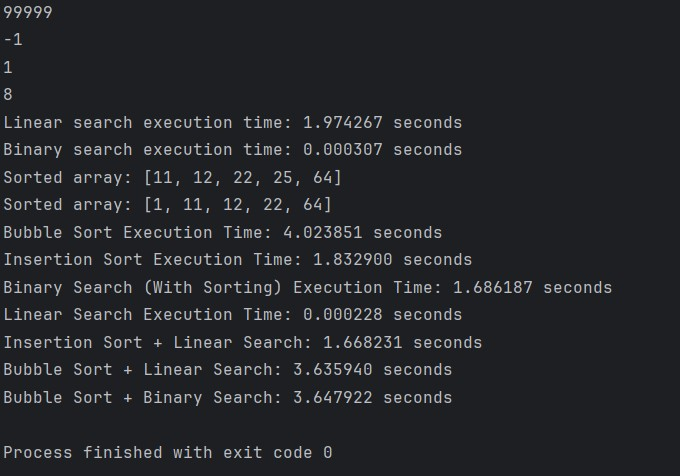 99999
-1
1
8
Linear search execution time: 1.974267 seconds
Binary search execution time: 0.000307 seconds
Sorted array: [11, 12, 22, 25, 64]
Sorted array: [1, 11, 12, 22, 64]
Bubble Sort Execution Time: 4.023851 seconds
Insertion Sort Execution Time: 1.832900 seconds
Binary Search (With Sorting) Execution Time: 1.686187 seconds
Linear Search Execution Time: 0.000228 seconds
Insertion Sort + Linear Search: 1.668231 seconds
Bubble Sort + Linear Search: 3.635940 seconds
Bubble Sort + Binary Search: 3.647922 seconds
Process finished with exit code 0